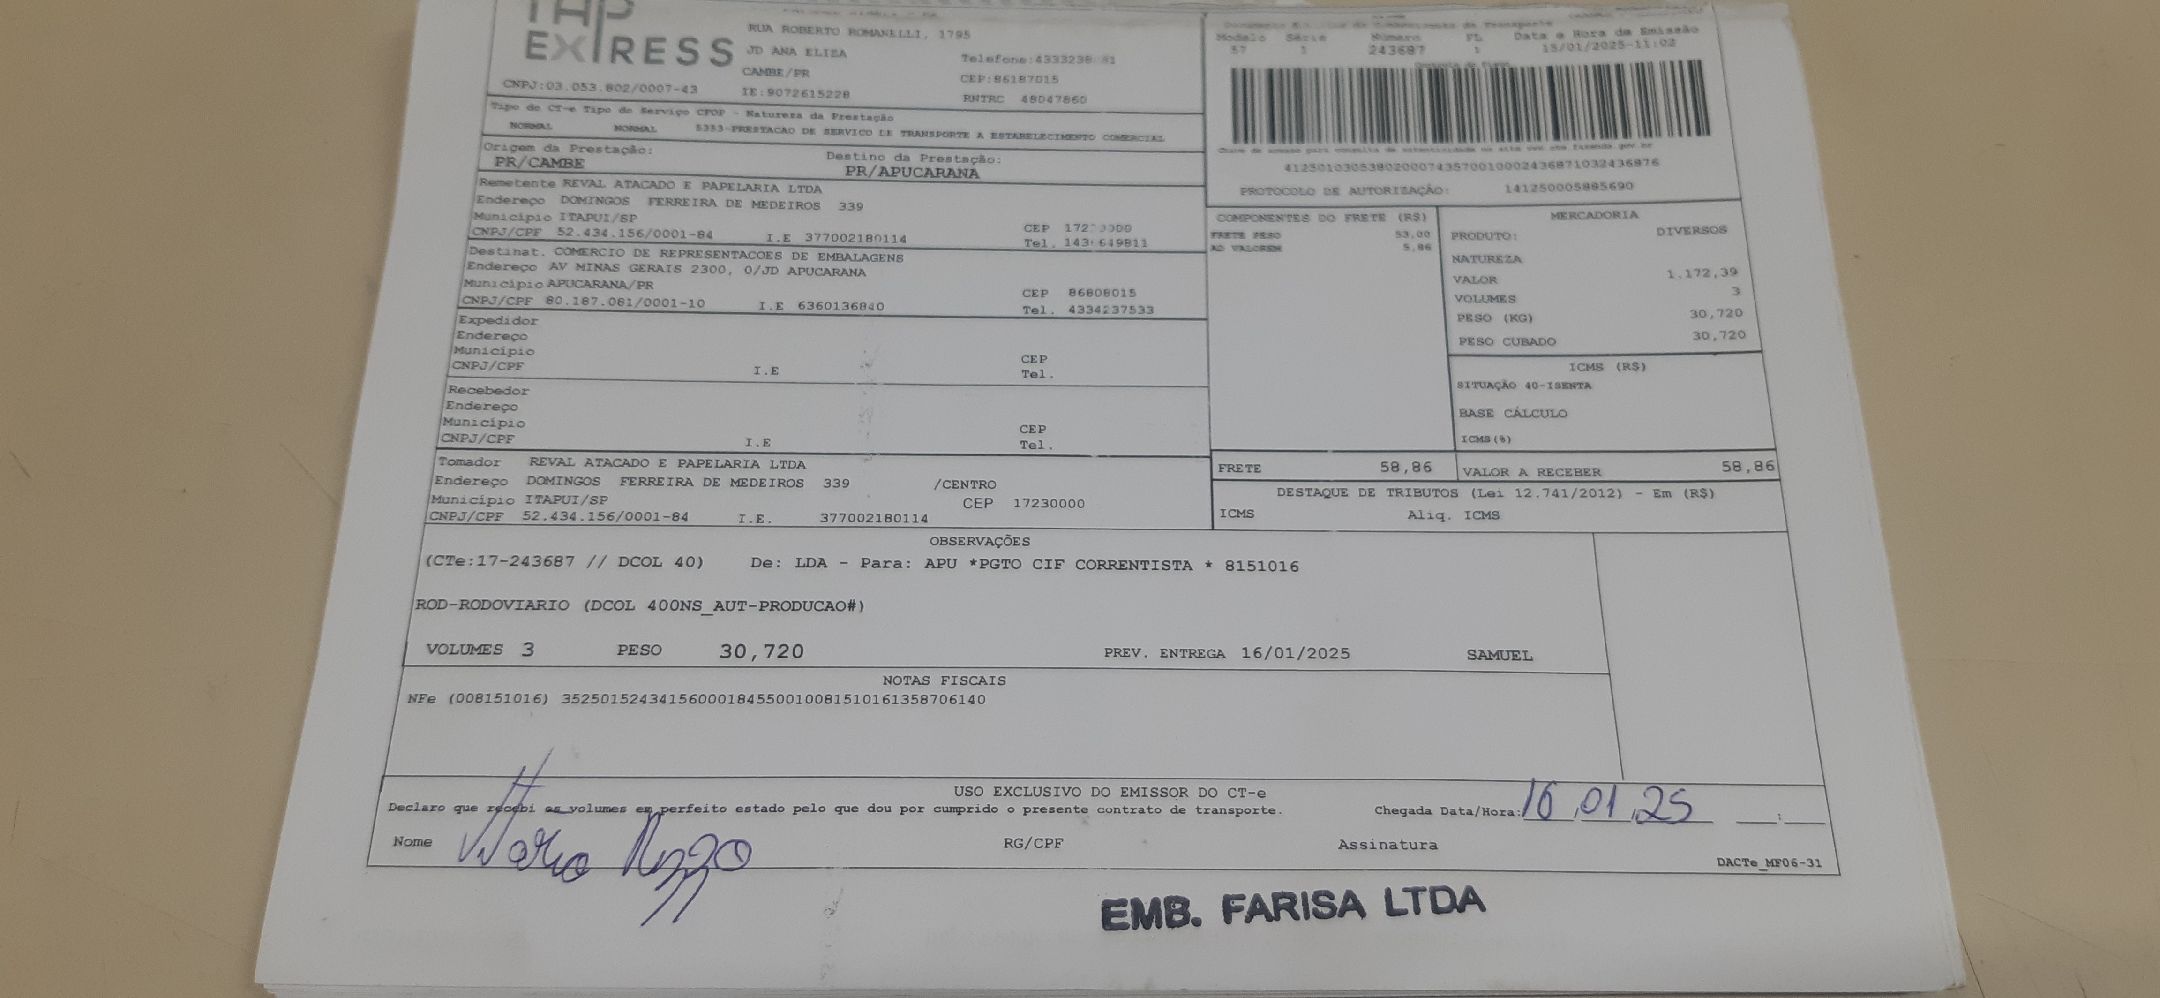 EXPRESS
RUA ROBERTO ROMANELLI, 1795
JD ANA ELIZA
CAMBE/PR
CNPJ:03.053.802/0007-43 IE:9072615228
CEP:86187015
RNTRC 48047860
Modelo Série Número FL Data e Hora da Emissão
57 1 243687 1 15/01/2025-11:02
Tipo do CT-e Tipo do Serviço CFOP - Natureza da Prestação
NORMAL NORMAL 5353-PRESTACAO DE SERVICO DE TRANSPORTE A ESTABELECIMENTO COMERCIAL
Origem da Prestação: Destino da Prestação:
PR/CAMBE PR/APUCARANA
41250103053802000743570010002436871032436876
PROTOCOLO DE AUTORIZAÇÃO: 141250005885690
Remetente REVAL ATACADO E PAPELARIA LTDA
Endereço DOMINGOS FERREIRA DE MEDEIROS 339
Município ITAPUI/SP CEP
CNPJ/CPF 52.434.156/0001-84 I.E 377002180114 Tel.
Destinat. COMERCIO DE REPRESENTACOES DE EMBALAGENS
Endereço AV MINAS GERAIS 2300, 0/JD APUCARANA
Município APUCARANA/PR CEP 86808015
CNPJ/CPF 80.187.081/0001-10 I.E 6360136840 Tel. 4334237533
Expedidor
Endereço
Município CEP
CNPJ/CPF I.E Tel.
Recebedor
Endereço
Município CEP
CNPJ/CPF I.E Tel.
Tomador REVAL ATACADO E PAPELARIA LTDA
Endereço DOMINGOS FERREIRA DE MEDEIROS 339 /CENTRO
Município ITAPUI/SP CEP 17230000
CNPJ/CPF 52.434.156/0001-84 I.E. 377002180114
COMPONENTES DO FRETE (R$)
FRETE PESO 53,00
AD VALOREM 5,86
MERCADORIA
PRODUTO: DIVERSOS
NATUREZA
VALOR 1.172,39
VOLUMES 3
PESO (KG) 30,720
PESO CUBADO 30,720
ICMS (R$)
SITUAÇÃO 40-ISENTA
BASE CÁLCULO
ICMS(%)
FRETE 58,86 VALOR A RECEBER 58,86
DESTAQUE DE TRIBUTOS (Lei 12.741/2012) - Em (R$)
ICMS Aliq. ICMS
OBSERVAÇÕES
(CTe:17-243687 // DCOL 40) De: LDA - Para: APU *PGTO CIF CORRENTISTA * 8151016
ROD-RODOVIARIO (DCOL 400NS_AUT-PRODUCAO#)
VOLUMES 3 PESO 30,720 PREV. ENTREGA 16/01/2025 SAMUEL
NOTAS FISCAIS
NFe (008151016) 35250152434156000184550010081510161358706140
USO EXCLUSIVO DO EMISSOR DO CT-e
Declaro que recebi os volumes em perfeito estado pelo que dou por cumprido o presente contrato de transporte. Chegada Data/Hora: 16 01 25 :
Nome RG/CPF Assinatura
DACTe_MF06-31
EMB. FARISA LTDA